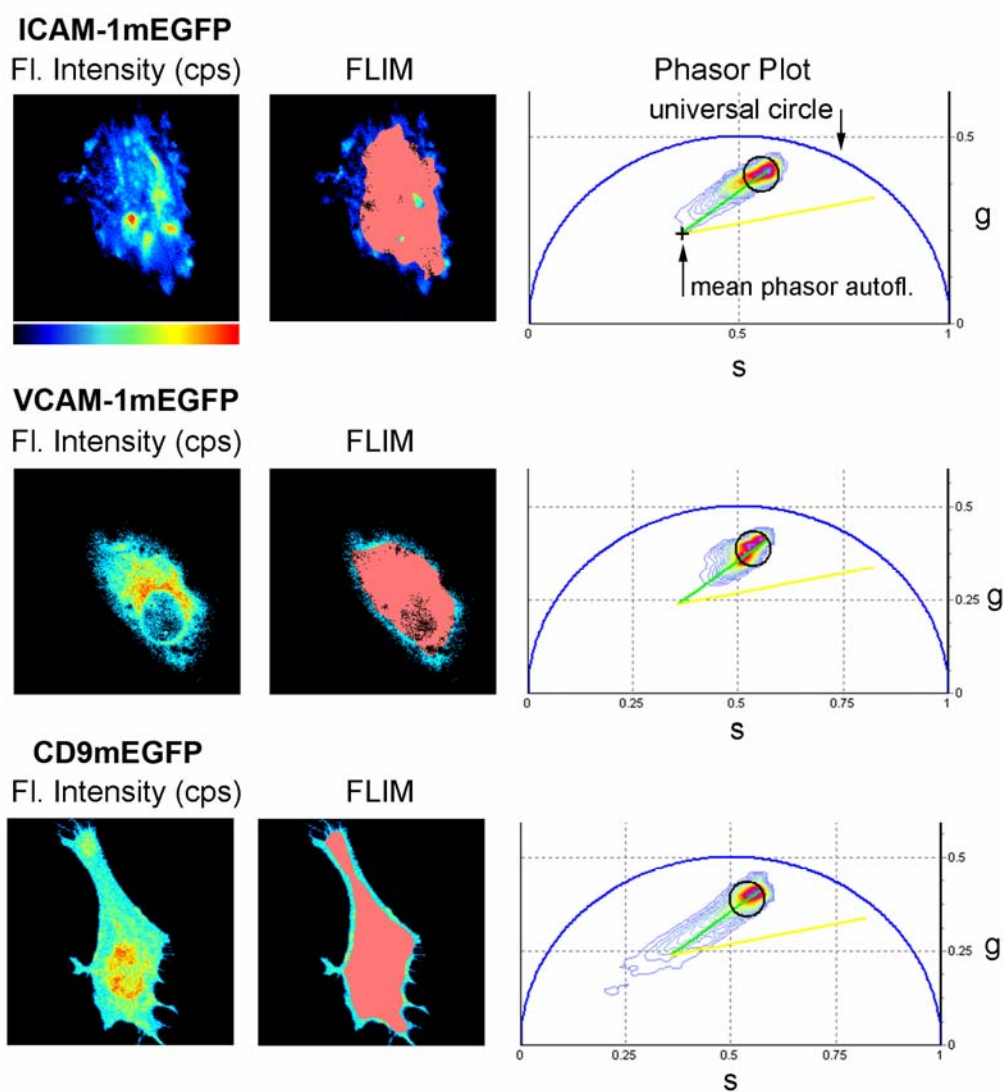 ICAM-1mEGFP
Fl. Intensity (cps)
FLIM
Phasor Plot
universal circle
0.5
g
mean phasor autofl.
0
0
0.5
1
s
VCAM-1mEGFP
Fl. Intensity (cps)
FLIM
0.5
0.25
g
0
0
0.25
0.5
0.75
1
s
CD9mEGFP
Fl. Intensity (cps)
FLIM
0.5
0.25
g
0
0
0.25
0.5
0.75
1
s